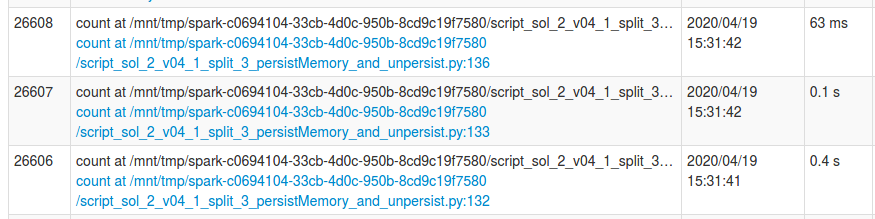 26608 count at /mnt/tmp/spark-c0694104-33cb-4d0c-950b-8cd9c19f7580/script_sol_2_v04_1_split_3... 2020/04/19 63 ms
count at /mnt/tmp/spark-c0694104-33cb-4d0c-950b-8cd9c19f7580 15:31:42
/script_sol_2_v04_1_split_3_persistMemory_and_unpersist.py:136
26607 count at /mnt/tmp/spark-c0694104-33cb-4d0c-950b-8cd9c19f7580/script_sol_2_v04_1_split_3... 2020/04/19 0.1 s
count at /mnt/tmp/spark-c0694104-33cb-4d0c-950b-8cd9c19f7580 15:31:42
/script_sol_2_v04_1_split_3_persistMemory_and_unpersist.py:133
26606 count at /mnt/tmp/spark-c0694104-33cb-4d0c-950b-8cd9c19f7580/script_sol_2_v04_1_split_3... 2020/04/19 0.4 s
count at /mnt/tmp/spark-c0694104-33cb-4d0c-950b-8cd9c19f7580 15:31:41
/script_sol_2_v04_1_split_3_persistMemory_and_unpersist.py:132